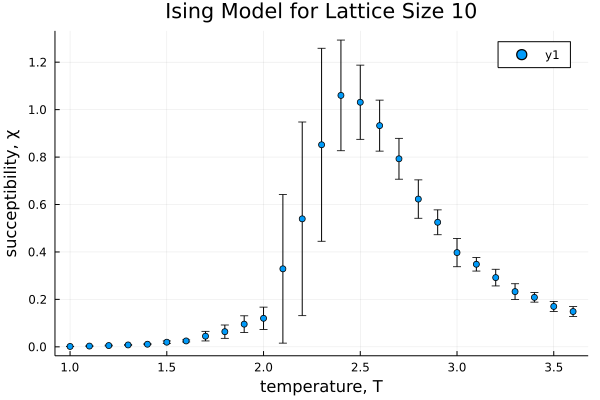 Ising Model for Lattice Size 10
y1
succeptibility, χ
1.2
1.0
0.8
0.6
0.4
0.2
0.0
1.0 1.5 2.0 2.5 3.0 3.5
temperature, T